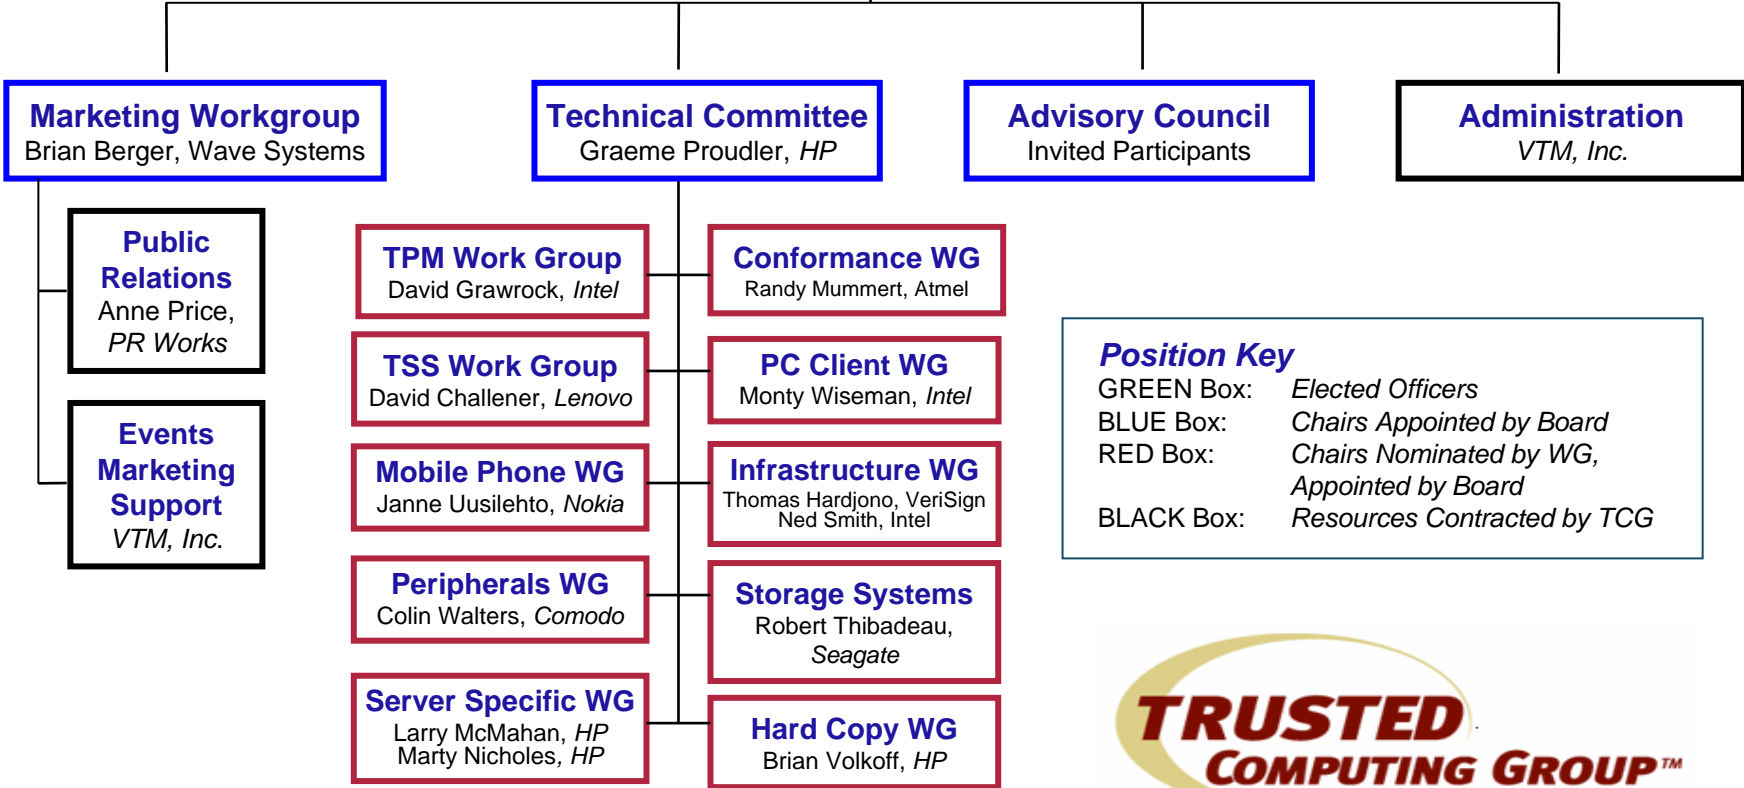 Marketing Workgroup
Brian Berger, Wave Systems
Technical Committee
Graeme Proudler, HP
Advisory Council
Invited Participants
Administration
VTM, Inc.
Public
Relations
Anne Price,
PR Works
Events
Marketing
Support
VTM, Inc.
TPM Work Group
David Grawrock, Intel
Conformance WG
Randy Mummert, Atmel
TSS Work Group
David Challener, Lenovo
PC Client WG
Monty Wiseman, Intel
Mobile Phone WG
Janne Uusilehto, Nokia
Infrastructure WG
Thomas Hardjono, VeriSign
Ned Smith, Intel
Peripherals WG
Colin Walters, Comodo
Storage Systems
Robert Thibadeau,
Seagate
Server Specific WG
Larry McMahan, HP
Marty Nicholes, HP
Hard Copy WG
Brian Volkoff, HP
Position Key
GREEN Box: Elected Officers
BLUE Box: Chairs Appointed by Board
RED Box: Chairs Nominated by WG,
Appointed by Board
BLACK Box: Resources Contracted by TCG
TRUSTED
COMPUTING GROUP™